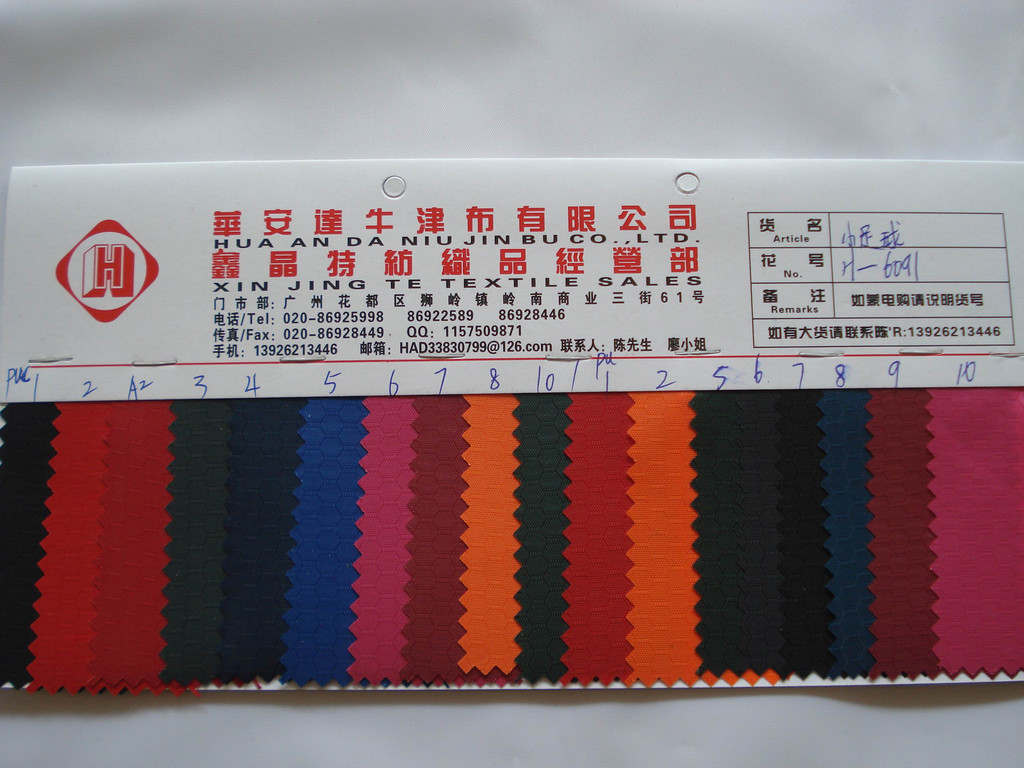 H
華安達牛津布有限公司
HUA AN DA NIU JIN BU CO.,LTD.
鑫晶特紡織品經營部
XIN JING TE TEXTILE SALES
门市部:广州花都区狮岭镇岭南商业三街61号
电话/Tel: 020-86925998 86922589 86928446
传真/Fax: 020-86928449 QQ: 1157509871
手机: 13926213446 邮箱: HAD33830799@126.com 联系人: 陈先生 廖小姐
货名 Article 小足球
花号 No. H-6091
备注 Remarks 如蒙电购请说明货号
如有大货请联系陈'R:13926213446
PVC 1 2 A2 3 4 5 6 7 8 10 / PU 1 2 5 6. 7 8 9 10